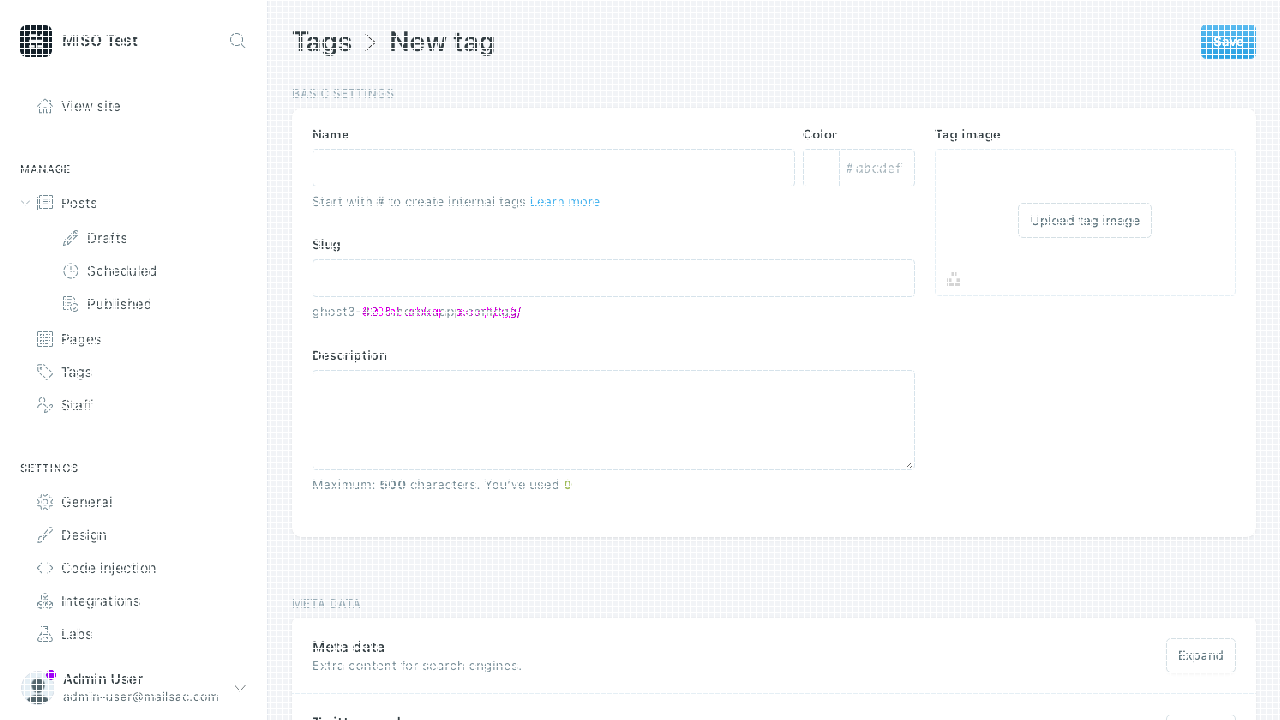 MISO Test
View site
MANAGE
Posts
Drafts
Scheduled
Published
Pages
Tags
Staff
SETTINGS
General
Design
Code injection
Integrations
Labs
Admin User
admin-user@mailsac.com
Tags > New tag
Save
BASIC SETTINGS
Name
Color
Tag image
#abcdef
Upload tag image
Start with # to create internal tags Learn more
Slug
Description
Maximum: 500 characters. You've used 0
META DATA
Meta data
Extra content for search engines.
Expand